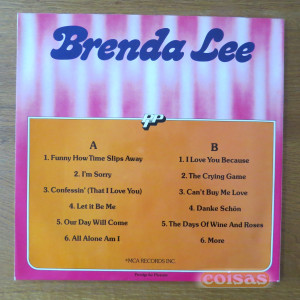 Brenda Lee
A
1. Funny How Time Slips Away
2. I'm Sorry
3. Confessin' (That I Love You)
4. Let it Be Me
5. Our Day Will Come
6. All Alone Am I
B
1. I Love You Because
2. The Crying Game
3. Can't Buy Me Love
4. Danke Schön
5. The Days Of Wine And Roses
6. More
MCA RECORDS INC.
coisas